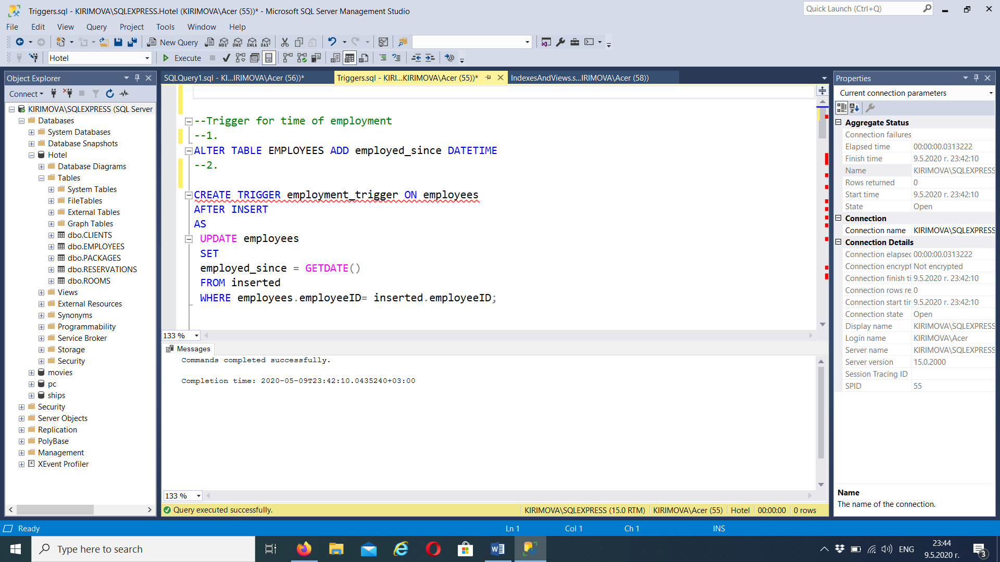 Triggers.sql - KIRIMOVA\SQLEXPRESS.Hotel (KIRIMOVA\Acer (55))* - Microsoft SQL Server Management Studio
Quick Launch (Ctrl+Q)
File Edit View Query Project Tools Window Help
New Query
MDX DMX XMLA DAX
Hotel
Execute
Object Explorer
Connect
KIRIMOVA\SQLEXPRESS (SQL Server
Databases
System Databases
Database Snapshots
Hotel
Database Diagrams
Tables
System Tables
FileTables
External Tables
Graph Tables
dbo.CLIENTS
dbo.EMPLOYEES
dbo.PACKAGES
dbo.RESERVATIONS
dbo.ROOMS
Views
External Resources
Synonyms
Programmability
Service Broker
Storage
Security
movies
pc
ships
Security
Server Objects
Replication
PolyBase
Management
XEvent Profiler
SQLQuery1.sql - KI...IRIMOVA\Acer (56))*
Triggers.sql - KIRI...KIRIMOVA\Acer (55))*
IndexesAndViews.s...IRIMOVA\Acer (58))
--Trigger for time of employment
--1.
ALTER TABLE EMPLOYEES ADD employed_since DATETIME
--2.
CREATE TRIGGER employment_trigger ON employees
AFTER INSERT
AS
UPDATE employees
SET
employed_since = GETDATE()
FROM inserted
WHERE employees.employeeID= inserted.employeeID;
133 %
Messages
Commands completed successfully.
Completion time: 2020-05-09T23:42:10.0435240+03:00
133 %
Query executed successfully.
KIRIMOVA\SQLEXPRESS (15.0 RTM)
KIRIMOVA\Acer (55)
Hotel
00:00:00
0 rows
Properties
Current connection parameters
Aggregate Status
Connection failures
Elapsed time 00:00:00.0313222
Finish time 9.5.2020 г. 23:42:10
Name KIRIMOVA\SQLEXPRESS
Rows returned 0
Start time 9.5.2020 г. 23:42:10
State Open
Connection
Connection name KIRIMOVA\SQLEXPRESS
Connection Details
Connection elapsec 00:00:00.0313222
Connection encrypt Not encrypted
Connection finish ti 9.5.2020 г. 23:42:10
Connection rows re 0
Connection start tir 9.5.2020 г. 23:42:10
Connection state Open
Display name KIRIMOVA\SQLEXPRESS
Login name KIRIMOVA\Acer
Server name KIRIMOVA\SQLEXPRESS
Server version 15.0.2000
Session Tracing ID
SPID 55
Name
The name of the connection.
Ready
Ln 1
Col 1
Ch 1
INS
Type here to search
ENG
23:44
9.5.2020 г.
3